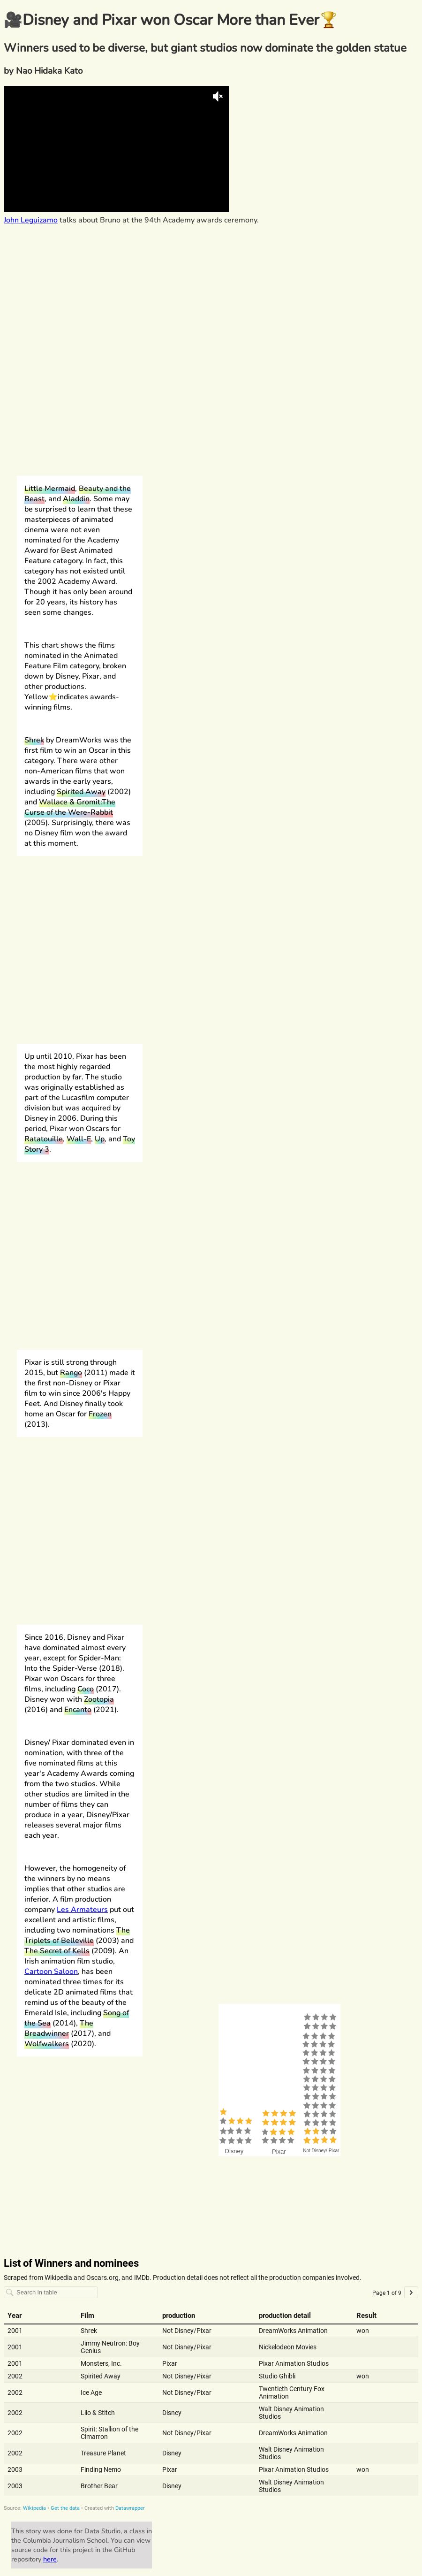 🎥Disney and Pixar won Oscar More than Ever🏆
Winners used to be diverse, but giant studios now dominate the golden statue
by Nao Hidaka Kato
John Leguizamo talks about Bruno at the 94th Academy awards ceremony.
Little Mermaid, Beauty and the
Beast, and Aladdin. Some may
be surprised to learn that these
masterpieces of animated
cinema were not even
nominated for the Academy
Award for Best Animated
Feature category. In fact, this
category has not existed until
the 2002 Academy Award.
Though it has only been around
for 20 years, its history has
seen some changes.
This chart shows the films
nominated in the Animated
Feature Film category, broken
down by Disney, Pixar, and
other productions.
Yellow⭐indicates awards-
winning films.
Shrek by DreamWorks was the
first film to win an Oscar in this
category. There were other
non-American films that won
awards in the early years,
including Spirited Away (2002)
and Wallace & Gromit:The
Curse of the Were-Rabbit
(2005). Surprisingly, there was
no Disney film won the award
at this moment.
Up until 2010, Pixar has been
the most highly regarded
production by far. The studio
was originally established as
part of the Lucasfilm computer
division but was acquired by
Disney in 2006. During this
period, Pixar won Oscars for
Ratatouille, Wall-E, Up, and Toy
Story 3.
Pixar is still strong through
2015, but Rango (2011) made it
the first non-Disney or Pixar
film to win since 2006's Happy
Feet. And Disney finally took
home an Oscar for Frozen
(2013).
Since 2016, Disney and Pixar
have dominated almost every
year, except for Spider-Man:
Into the Spider-Verse (2018).
Pixar won Oscars for three
films, including Coco (2017).
Disney won with Zootopia
(2016) and Encanto (2021).
Disney/ Pixar dominated even in
nomination, with three of the
five nominated films at this
year's Academy Awards coming
from the two studios. While
other studios are limited in the
number of films they can
produce in a year, Disney/Pixar
releases several major films
each year.
However, the homogeneity of
the winners by no means
implies that other studios are
inferior. A film production
company Les Armateurs put out
excellent and artistic films,
including two nominations The
Triplets of Belleville (2003) and
The Secret of Kells (2009). An
Irish animation film studio,
Cartoon Saloon, has been
nominated three times for its
delicate 2D animated films that
remind us of the beauty of the
Emerald Isle, including Song of
the Sea (2014), The
Breadwinner (2017), and
Wolfwalkers (2020).
Disney Pixar Not Disney/ Pixar
List of Winners and nominees
Scraped from Wikipedia and Oscars.org, and IMDb. Production detail does not reflect all the production companies involved.
Search in table Page 1 of 9
Year Film production production detail Result
2001 Shrek Not Disney/Pixar DreamWorks Animation won
2001 Jimmy Neutron: Boy Genius Not Disney/Pixar Nickelodeon Movies
2001 Monsters, Inc. Pixar Pixar Animation Studios
2002 Spirited Away Not Disney/Pixar Studio Ghibli won
2002 Ice Age Not Disney/Pixar Twentieth Century Fox Animation
2002 Lilo & Stitch Disney Walt Disney Animation Studios
2002 Spirit: Stallion of the Cimarron Not Disney/Pixar DreamWorks Animation
2002 Treasure Planet Disney Walt Disney Animation Studios
2003 Finding Nemo Pixar Pixar Animation Studios won
2003 Brother Bear Disney Walt Disney Animation Studios
Source: Wikipedia • Get the data • Created with Datawrapper
This story was done for Data Studio, a class in
the Columbia Journalism School. You can view
source code for this project in the GitHub
repository here.